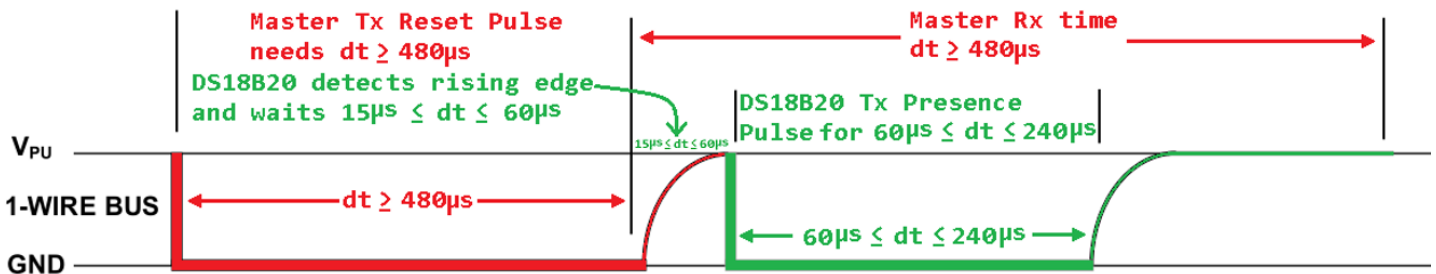 Master Tx Reset Pulse
needs dt ≥ 480µs
DS18B20 detects rising edge
and waits 15µs ≤ dt ≤ 60µs
Master Rx time
dt ≥ 480µs
DS18B20 Tx Presence
Pulse for 60µs ≤ dt ≤ 240µs
15µs ≤ dt ≤ 60µs
VPU
1-WIRE BUS
dt ≥ 480µs
60µs ≤ dt ≤ 240µs
GND